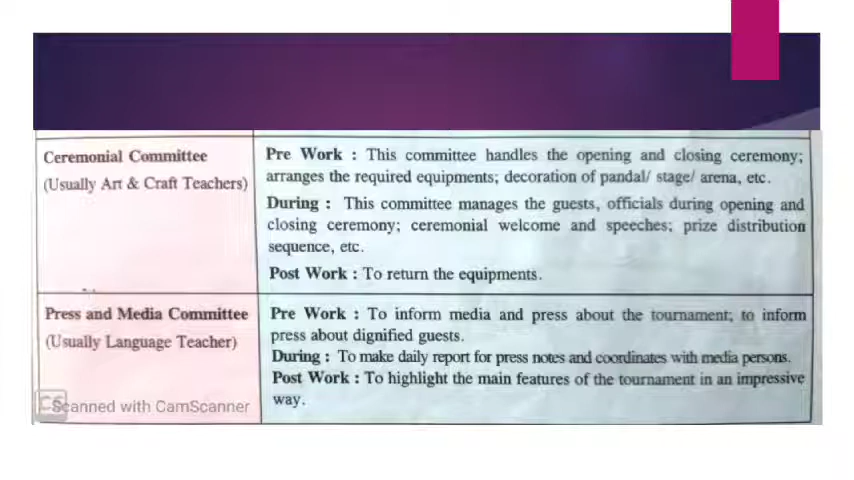 Ceremonial Committee
(Usually Art & Craft Teachers)
Pre Work : This committee handles the opening and closing ceremony;
arranges the required equipments; decoration of pandal/ stage/ arena, etc.
During : This committee manages the guests, officials during opening and
closing ceremony; ceremonial welcome and speeches; prize distribution
sequence, etc.
Post Work : To return the equipments.
Press and Media Committee
(Usually Language Teacher)
Pre Work : To inform media and press about the tournament; to inform
press about dignified guests.
During : To make daily report for press notes and coordinates with media persons.
Post Work : To highlight the main features of the tournament in an impressive
way.
CS Scanned with CamScanner